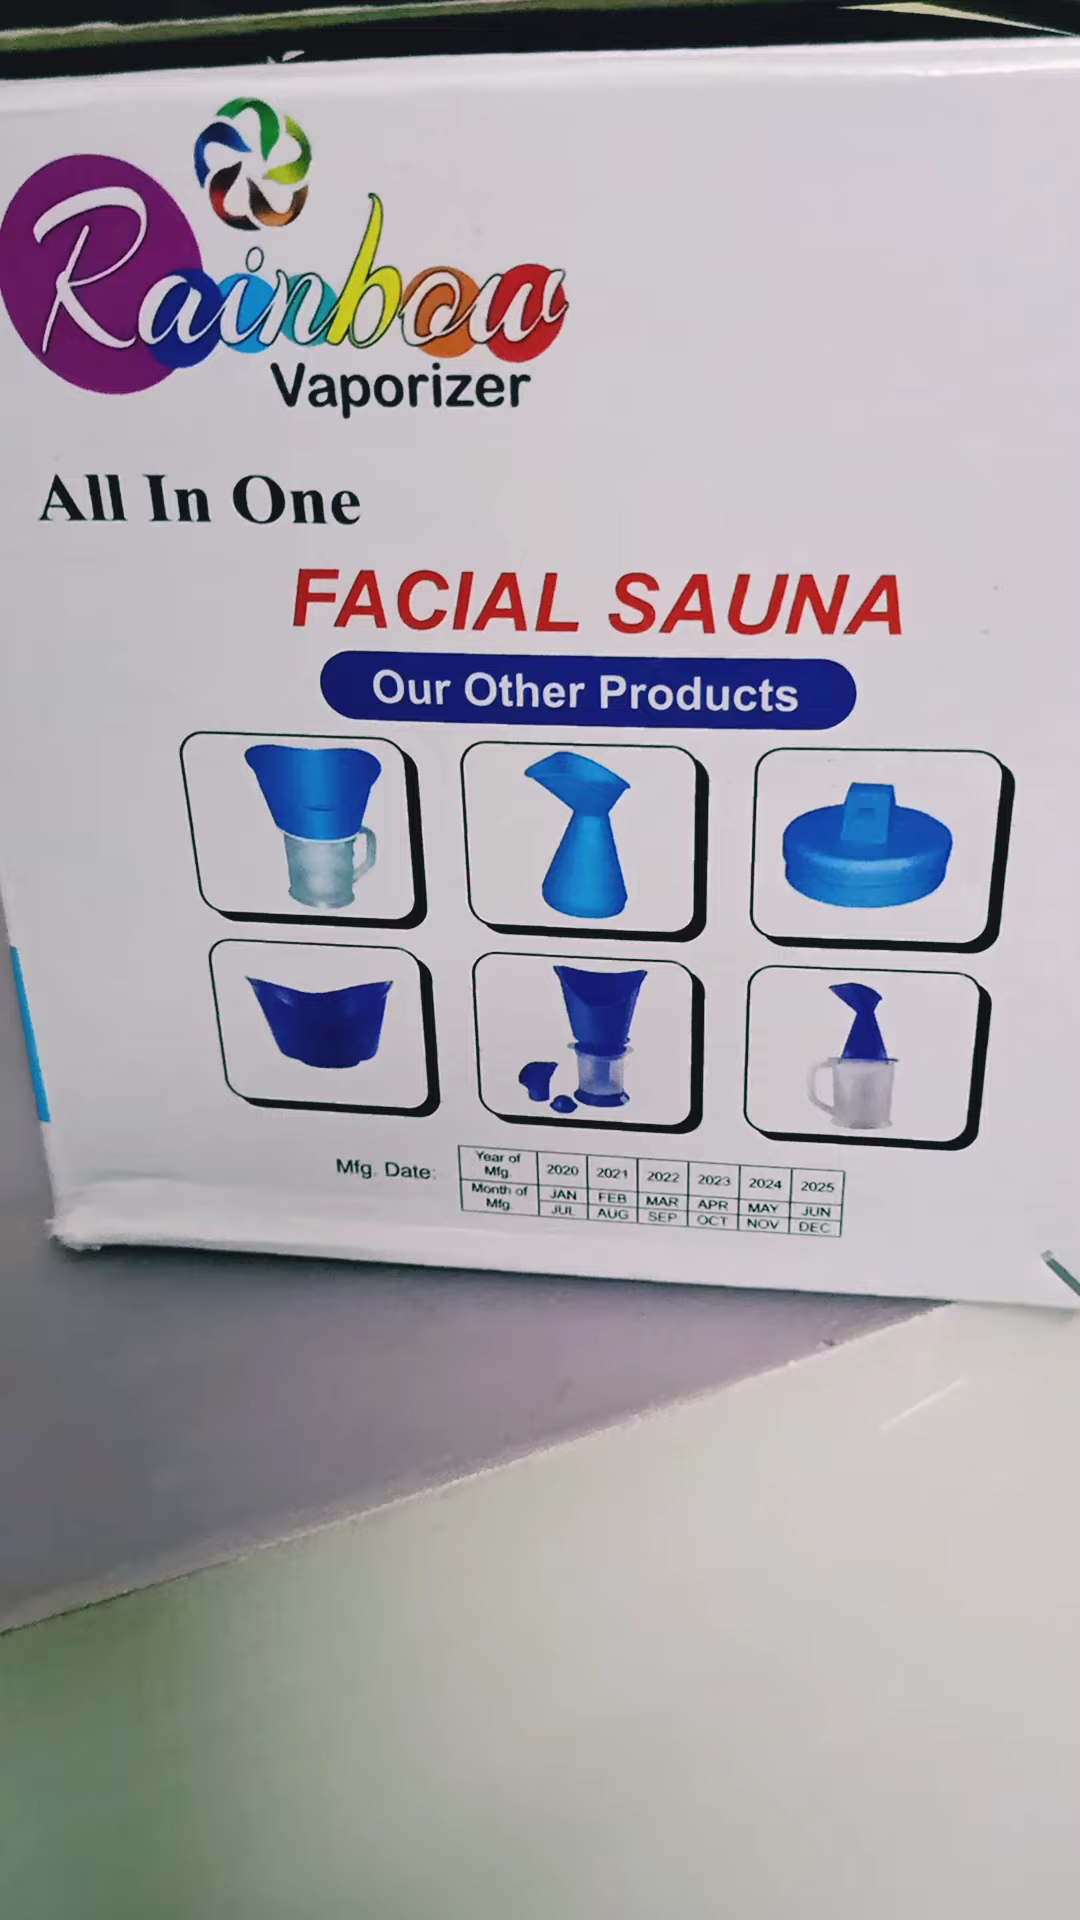 Rainbow
Vaporizer
All In One
FACIAL SAUNA
Our Other Products
Mfg. Date:
Year of Mfg. 2020 2021 2022 2023 2024 2025
Month of Mfg. JAN FEB MAR APR MAY JUN
JUL AUG SEP OCT NOV DEC